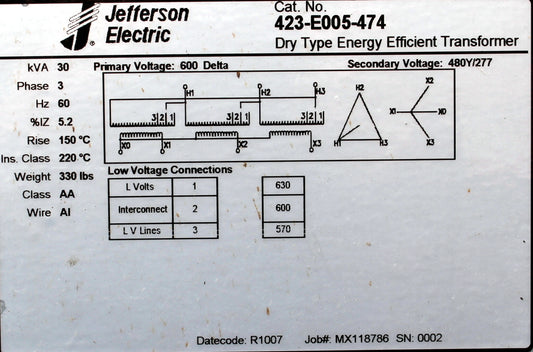 Jefferson
Electric
Cat. No.
423-E005-474
Dry Type Energy Efficient Transformer
kVA 30
Phase 3
Hz 60
%IZ 5.2
Rise 150 °C
Ins. Class 220 °C
Weight 330 lbs
Class AA
Wire Al
Primary Voltage: 600 Delta
Secondary Voltage: 480Y/277
H1 H2 H3
3 2 1 3 2 1 3 2 1
X0 X1 X2 X3
H2
H1 H3
X2
X1 X0
X3
Low Voltage Connections
L Volts 1 630
Interconnect 2 600
L V Lines 3 570
Datecode: R1007 Job#: MX118786 SN: 0002